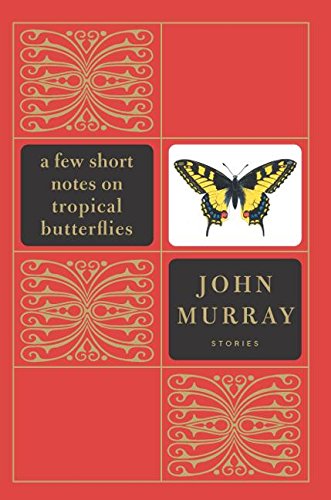 a few short
notes on
tropical
butterflies
JOHN
MURRAY
STORIES